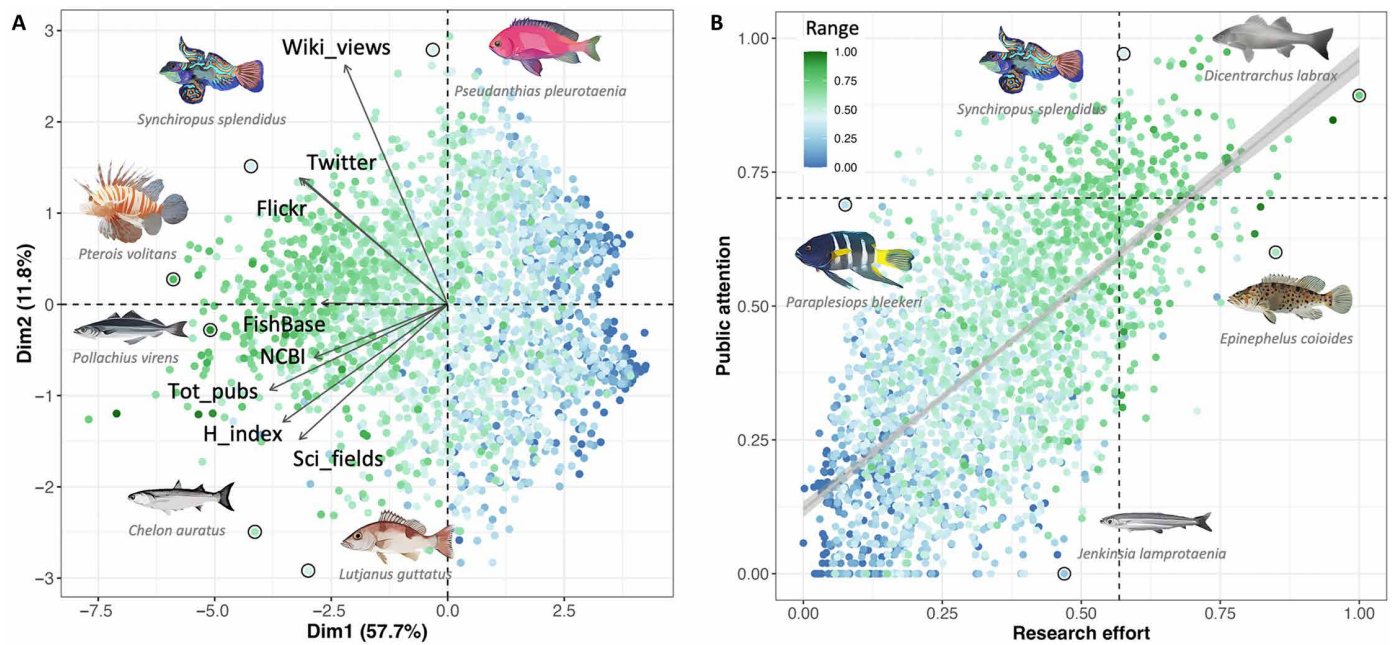 A
3
2
1
0
−1
−2
−3
Dim2 (11.8%)
−7.5
−5.0
−2.5
0.0
2.5
Dim1 (57.7%)
Wiki_views
Synchiropus splendidus
Pseudanthias pleurotaenia
Twitter
Flickr
Pterois volitans
FishBase
Pollachius virens
NCBI
Tot_pubs
H_index
Sci_fields
Chelon auratus
Lutjanus guttatus
B
1.00
0.75
0.50
0.25
0.00
Public attention
0.00
0.25
0.50
0.75
1.00
Research effort
Range
1.00
0.75
0.50
0.25
0.00
Synchiropus splendidus
Dicentrarchus labrax
Paraplesiops bleekeri
Epinephelus coioides
Jenkinsia lamprotaenia